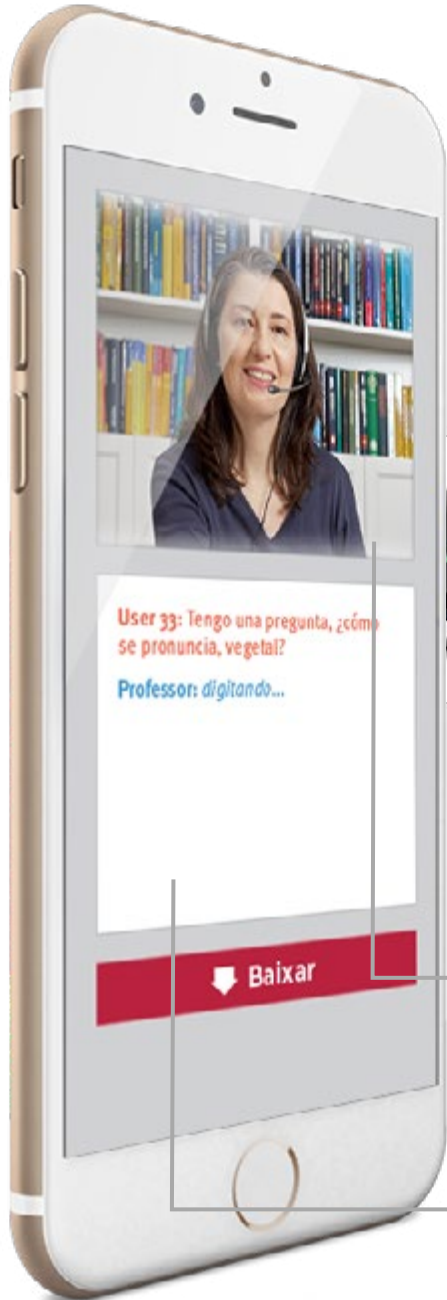 User 33: Tengo una pregunta, ¿cómo
se pronuncia, vegetal?
Professor: digitando...
Baixar